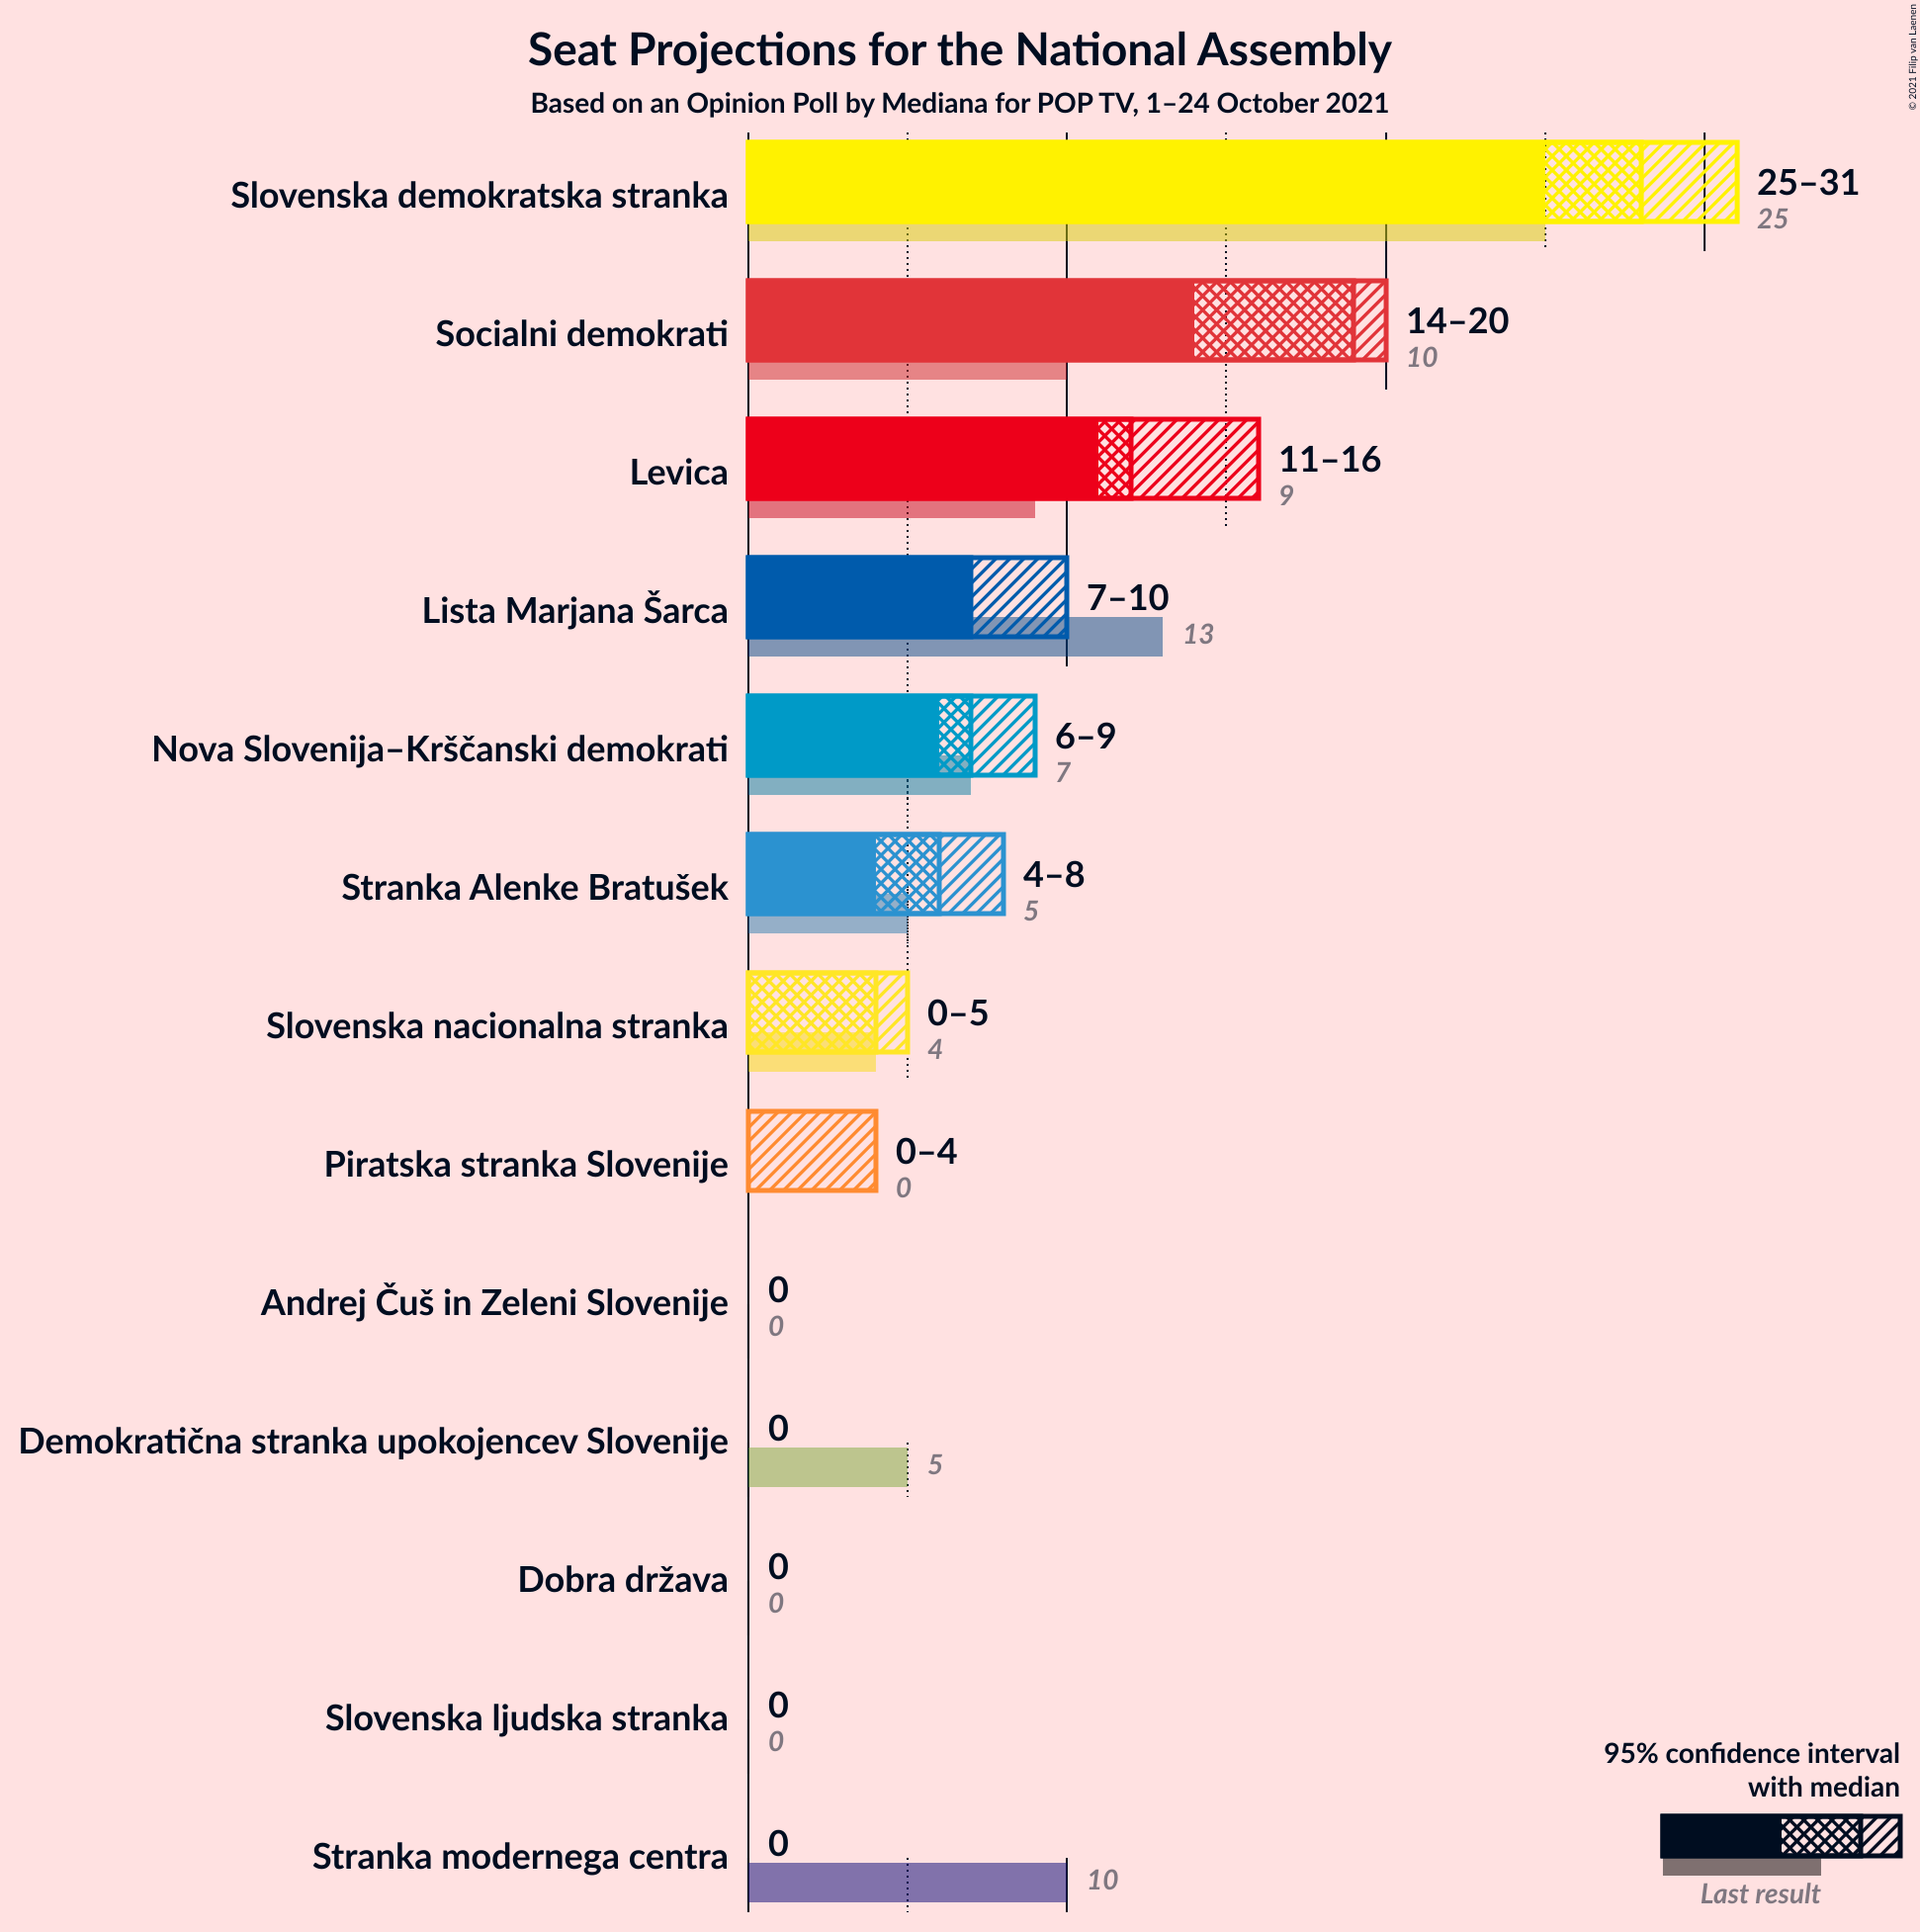 Seat Projections for the National Assembly
Based on an Opinion Poll by Mediana for POP TV, 1–24 October 2021
© 2021 Filip van Laenen
Slovenska demokratska stranka
25–31
25
Socialni demokrati
14–20
10
Levica
11–16
9
Lista Marjana Šarca
7–10
13
Nova Slovenija–Krščanski demokrati
6–9
7
Stranka Alenke Bratušek
4–8
5
Slovenska nacionalna stranka
0–5
4
Piratska stranka Slovenije
0–4
0
Andrej Čuš in Zeleni Slovenije
0
0
Demokratična stranka upokojencev Slovenije
0
5
Dobra država
0
0
Slovenska ljudska stranka
0
0
Stranka modernega centra
0
10
95% confidence interval
with median
Last result